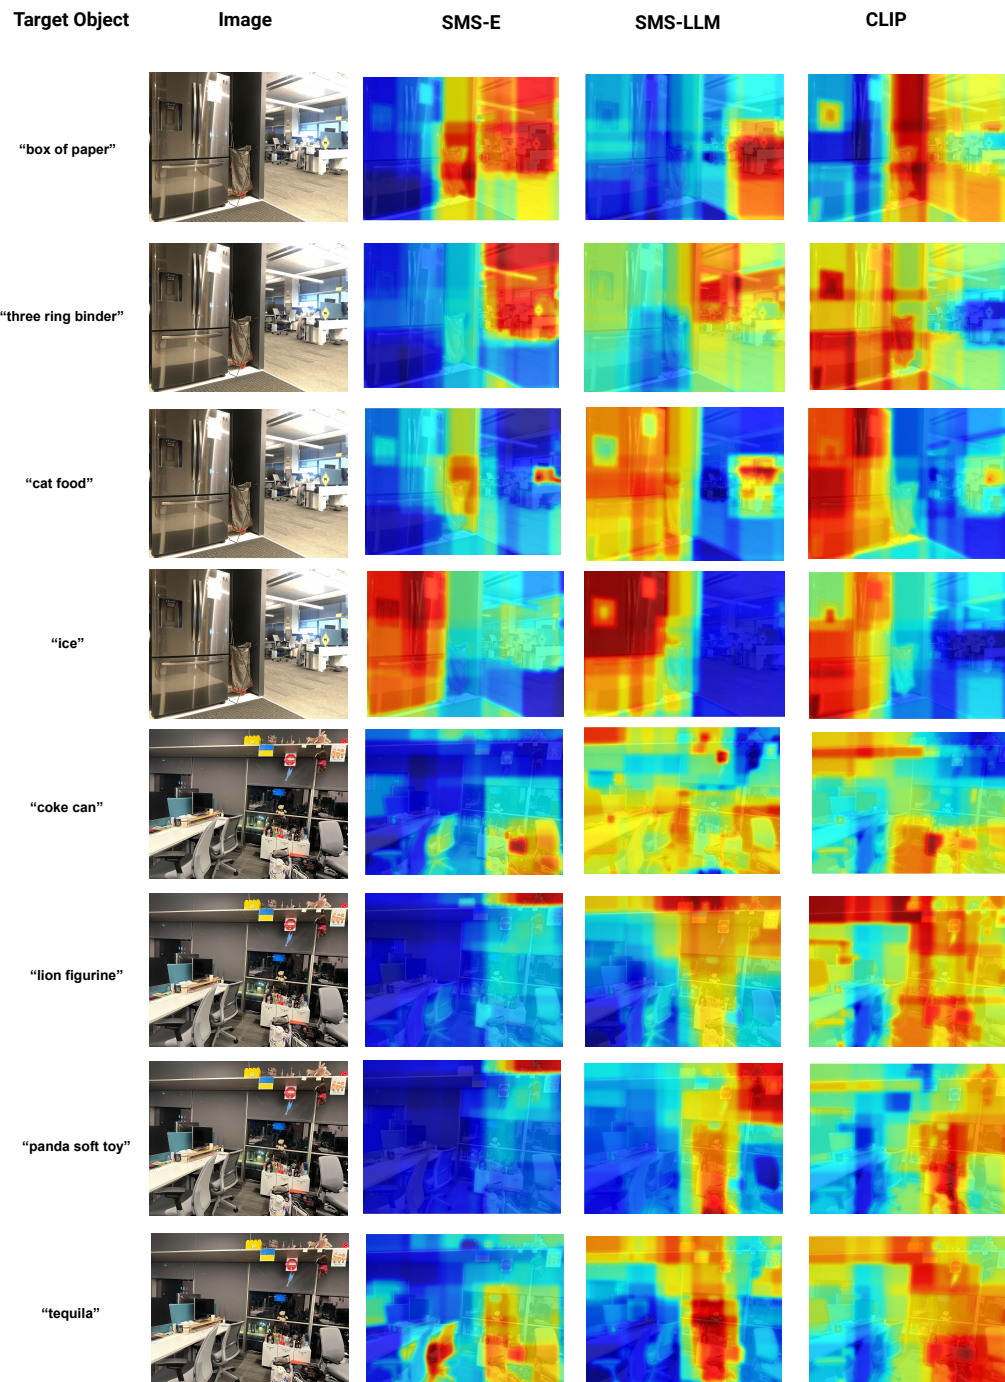 Target Object Image SMS-E SMS-LLM CLIP
“box of paper”
“three ring binder”
“cat food”
“ice”
“coke can”
“lion figurine”
“panda soft toy”
“tequila”